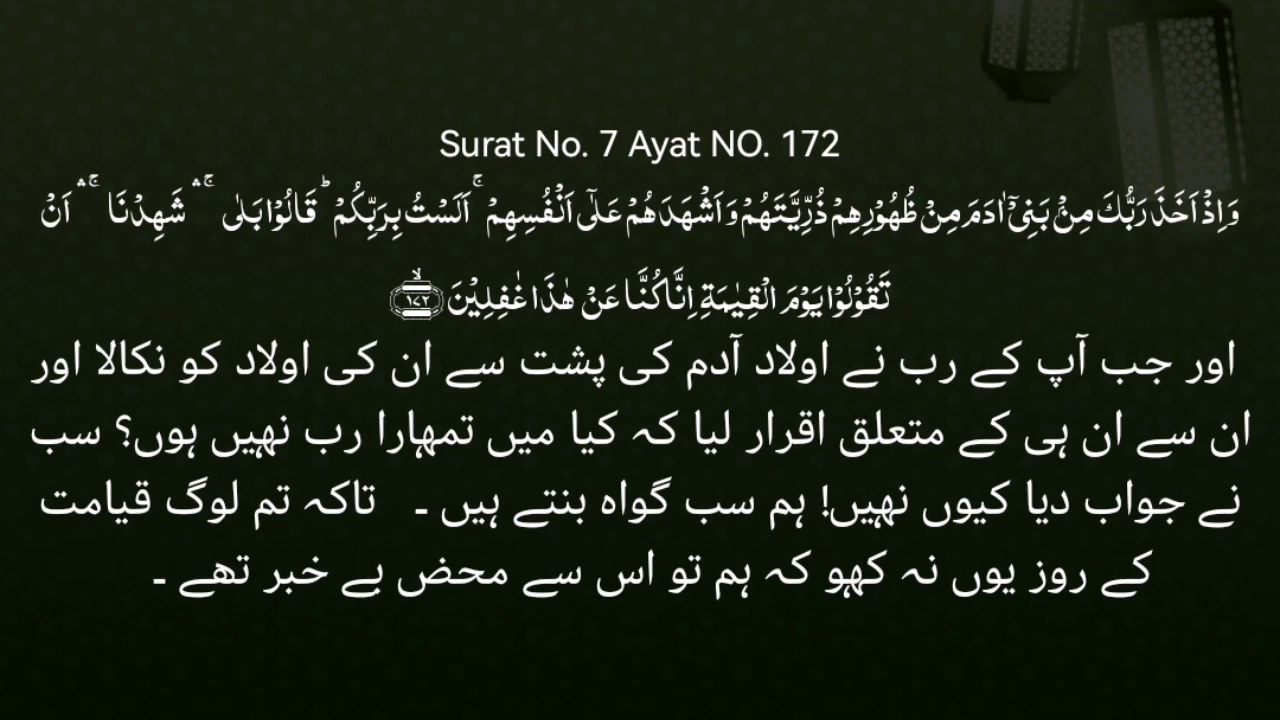 Surat No. 7 Ayat NO. 172
وَاِذۡ اَخَذَ رَبُّكَ مِنۡۢ بَنِىۡۤ اٰدَمَ مِنۡ ظُهُوۡرِهِمۡ ذُرِّيَّتَهُمۡ وَ اَشۡهَدَهُمۡ عَلٰٓى اَنۡفُسِهِمۡ‌ ۚ اَلَسۡتُ بِرَبِّكُمۡ‌ ؕ قَالُوۡا بَلٰى‌ ۛۚ شَهِدۡنَا ‌ۛۚ اَنۡ
تَقُوۡلُوۡا يَوۡمَ الۡقِيٰمَةِ اِنَّا كُنَّا عَنۡ هٰذَا غٰفِلِيۡنَ ۙ‏ ﴿۱۷۲﴾
اور جب آپ کے رب نے اولاد آدم کی پشت سے ان کی اولاد کو نکالا اور
ان سے ان ہی کے متعلق اقرار لیا کہ کیا میں تمہارا رب نہیں ہوں؟ سب
نے جواب دیا کیوں نہیں! ہم سب گواہ بنتے ہیں ۔ تاکہ تم لوگ قیامت
کے روز یوں نہ کہو کہ ہم تو اس سے محض بے خبر تھے ۔